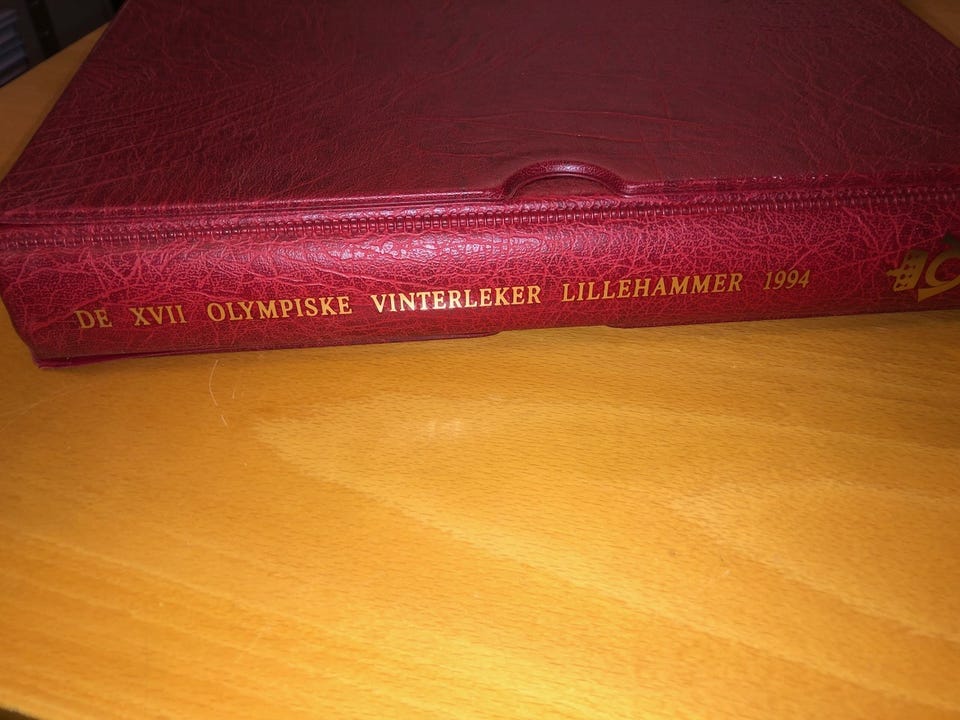 DE XVII OLYMPISKE VINTERLEKER LILLEHAMMER 1994